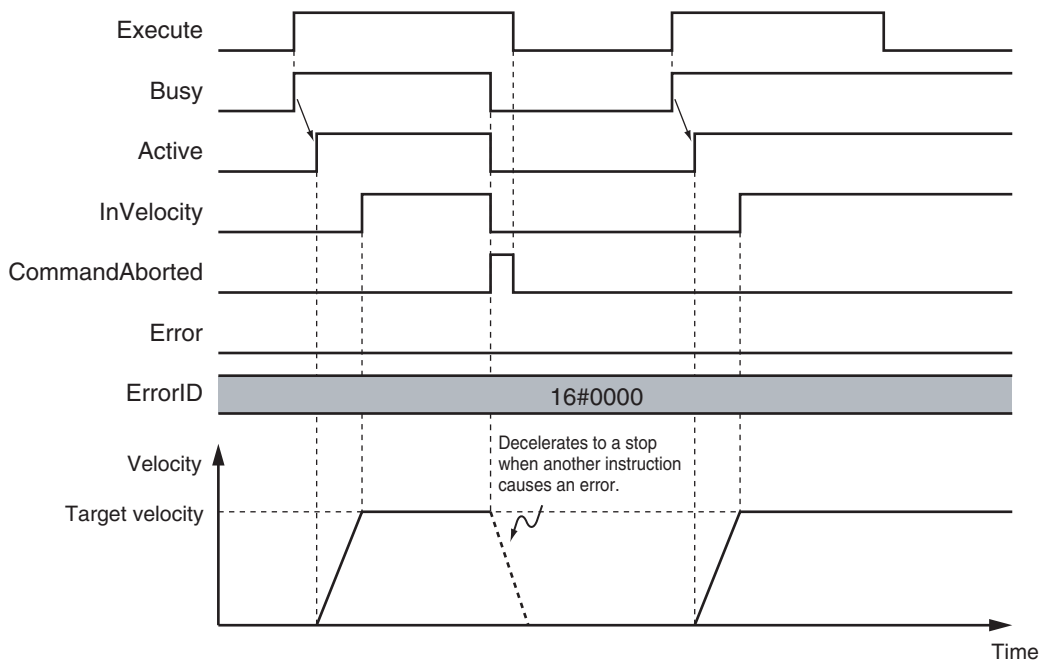 Execute
Busy
Active
InVelocity
CommandAborted
Error
ErrorID
16#0000
Velocity
Decelerates to a stop
when another instruction
causes an error.
Target velocity
Time